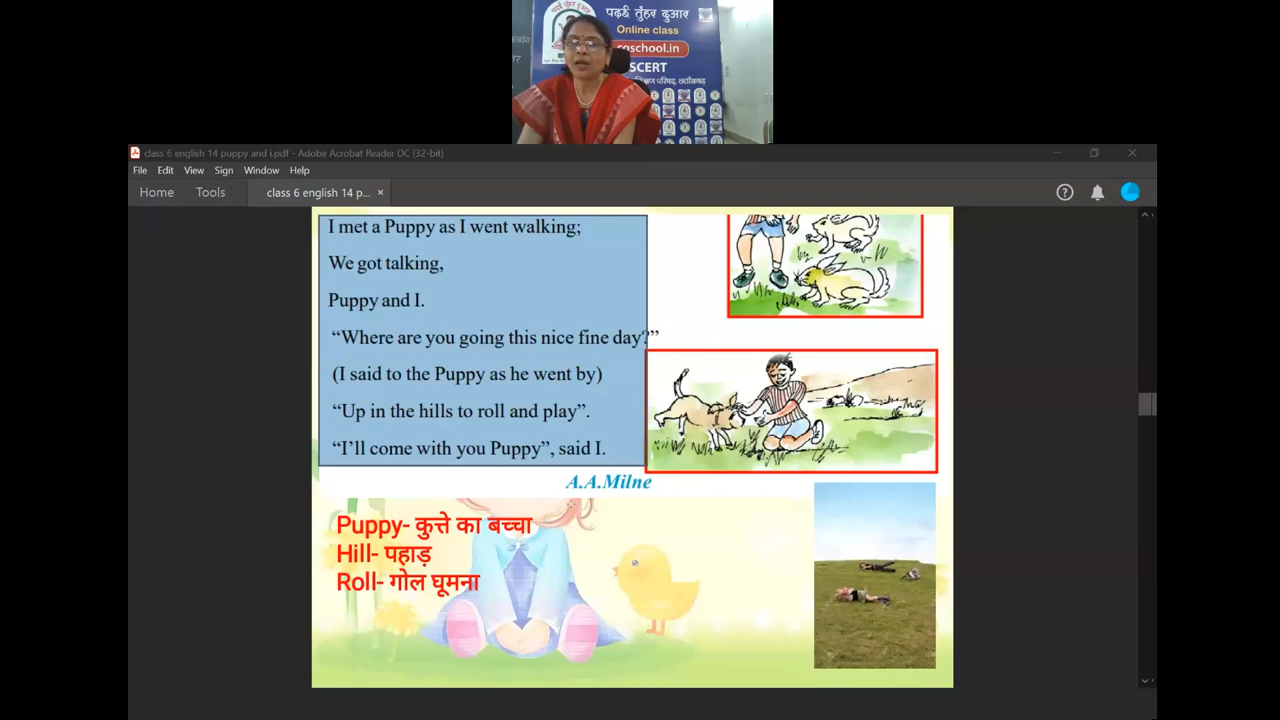 पढ़ई तुंहर दुआर
Online class
cgschool.in
SCERT
class 6 english 14 puppy and i.pdf - Adobe Acrobat Reader DC (32-bit)
File Edit View Sign Window Help
Home Tools class 6 english 14 p... ×
I met a Puppy as I went walking;
We got talking,
Puppy and I.
“Where are you going this nice fine day?”
(I said to the Puppy as he went by)
“Up in the hills to roll and play”.
“I’ll come with you Puppy”, said I.
A.A.Milne
Puppy- कुत्ते का बच्चा
Hill- पहाड़
Roll- गोल घूमना